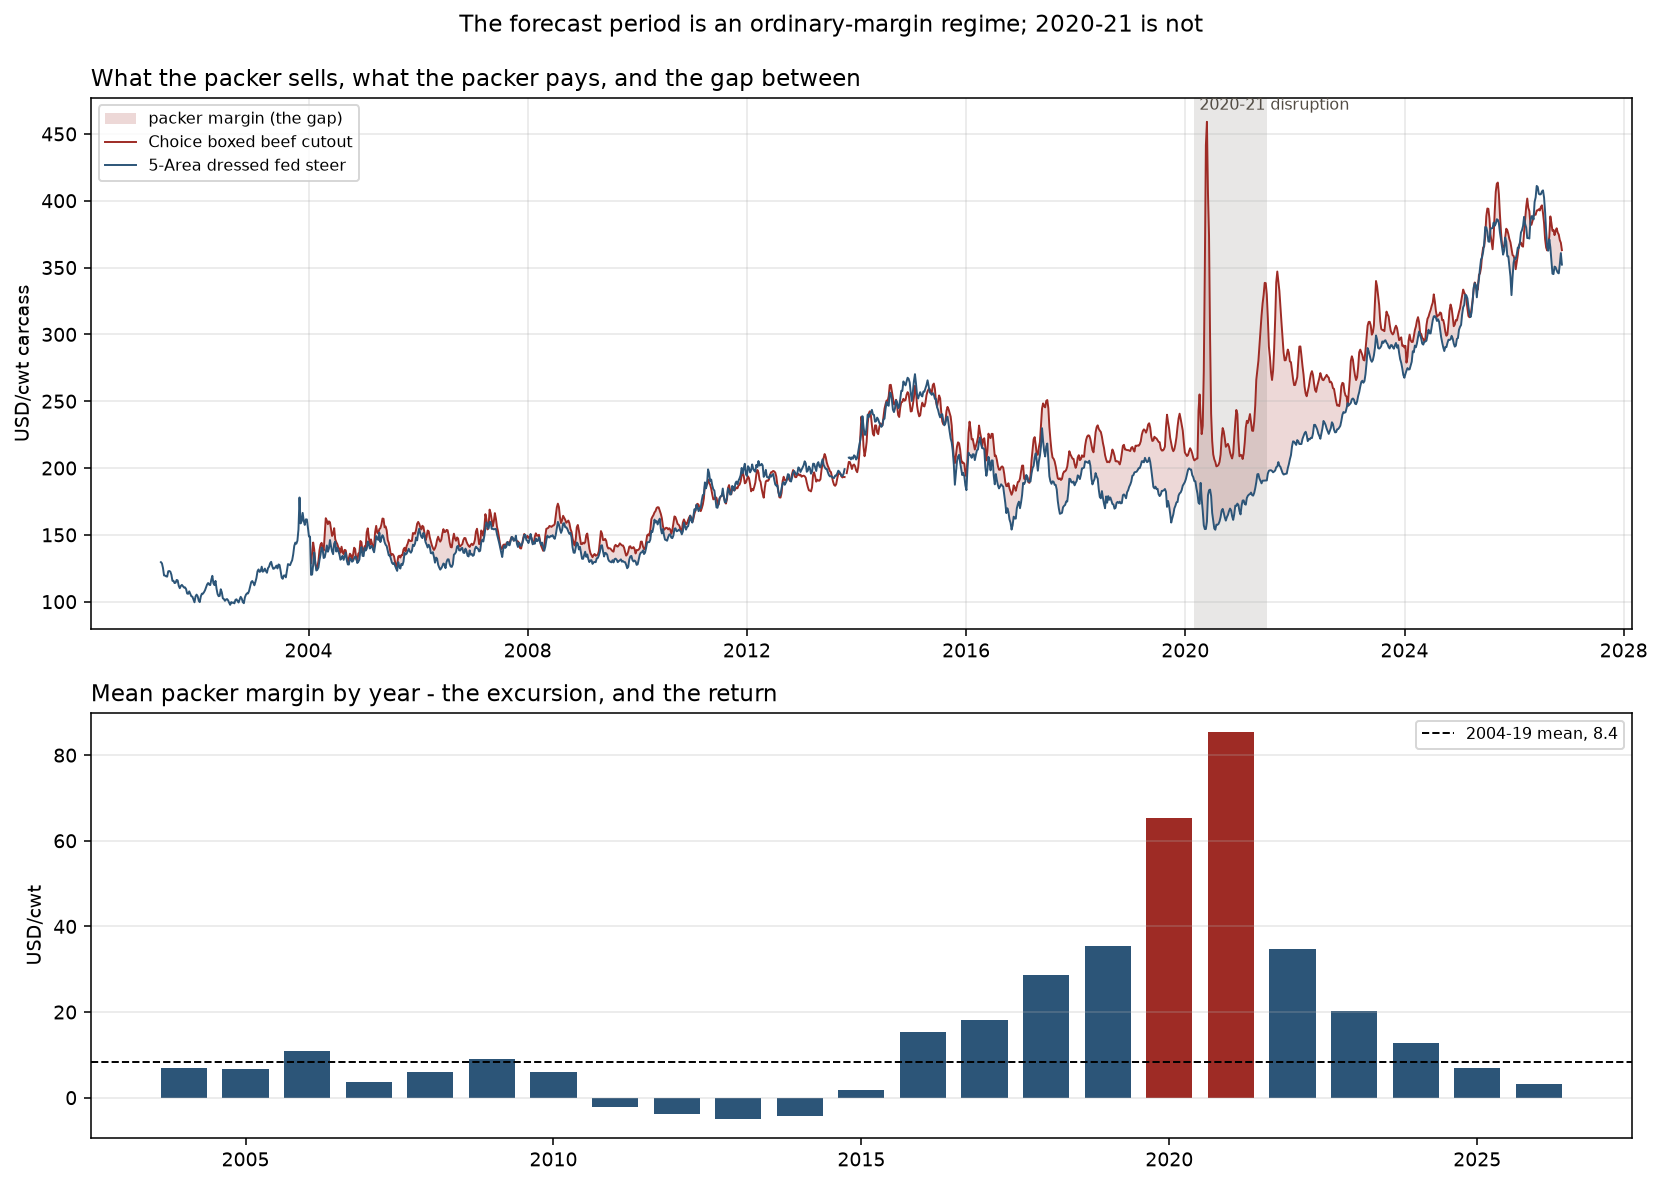 The forecast period is an ordinary-margin regime; 2020-21 is not
What the packer sells, what the packer pays, and the gap between
2020-21 disruption
packer margin (the gap)
Choice boxed beef cutout
5-Area dressed fed steer
USD/cwt carcass
450
400
350
300
250
200
150
100
2004
2008
2012
2016
2020
2024
2028
Mean packer margin by year - the excursion, and the return
2004-19 mean, 8.4
USD/cwt
80
60
40
20
0
2005
2010
2015
2020
2025